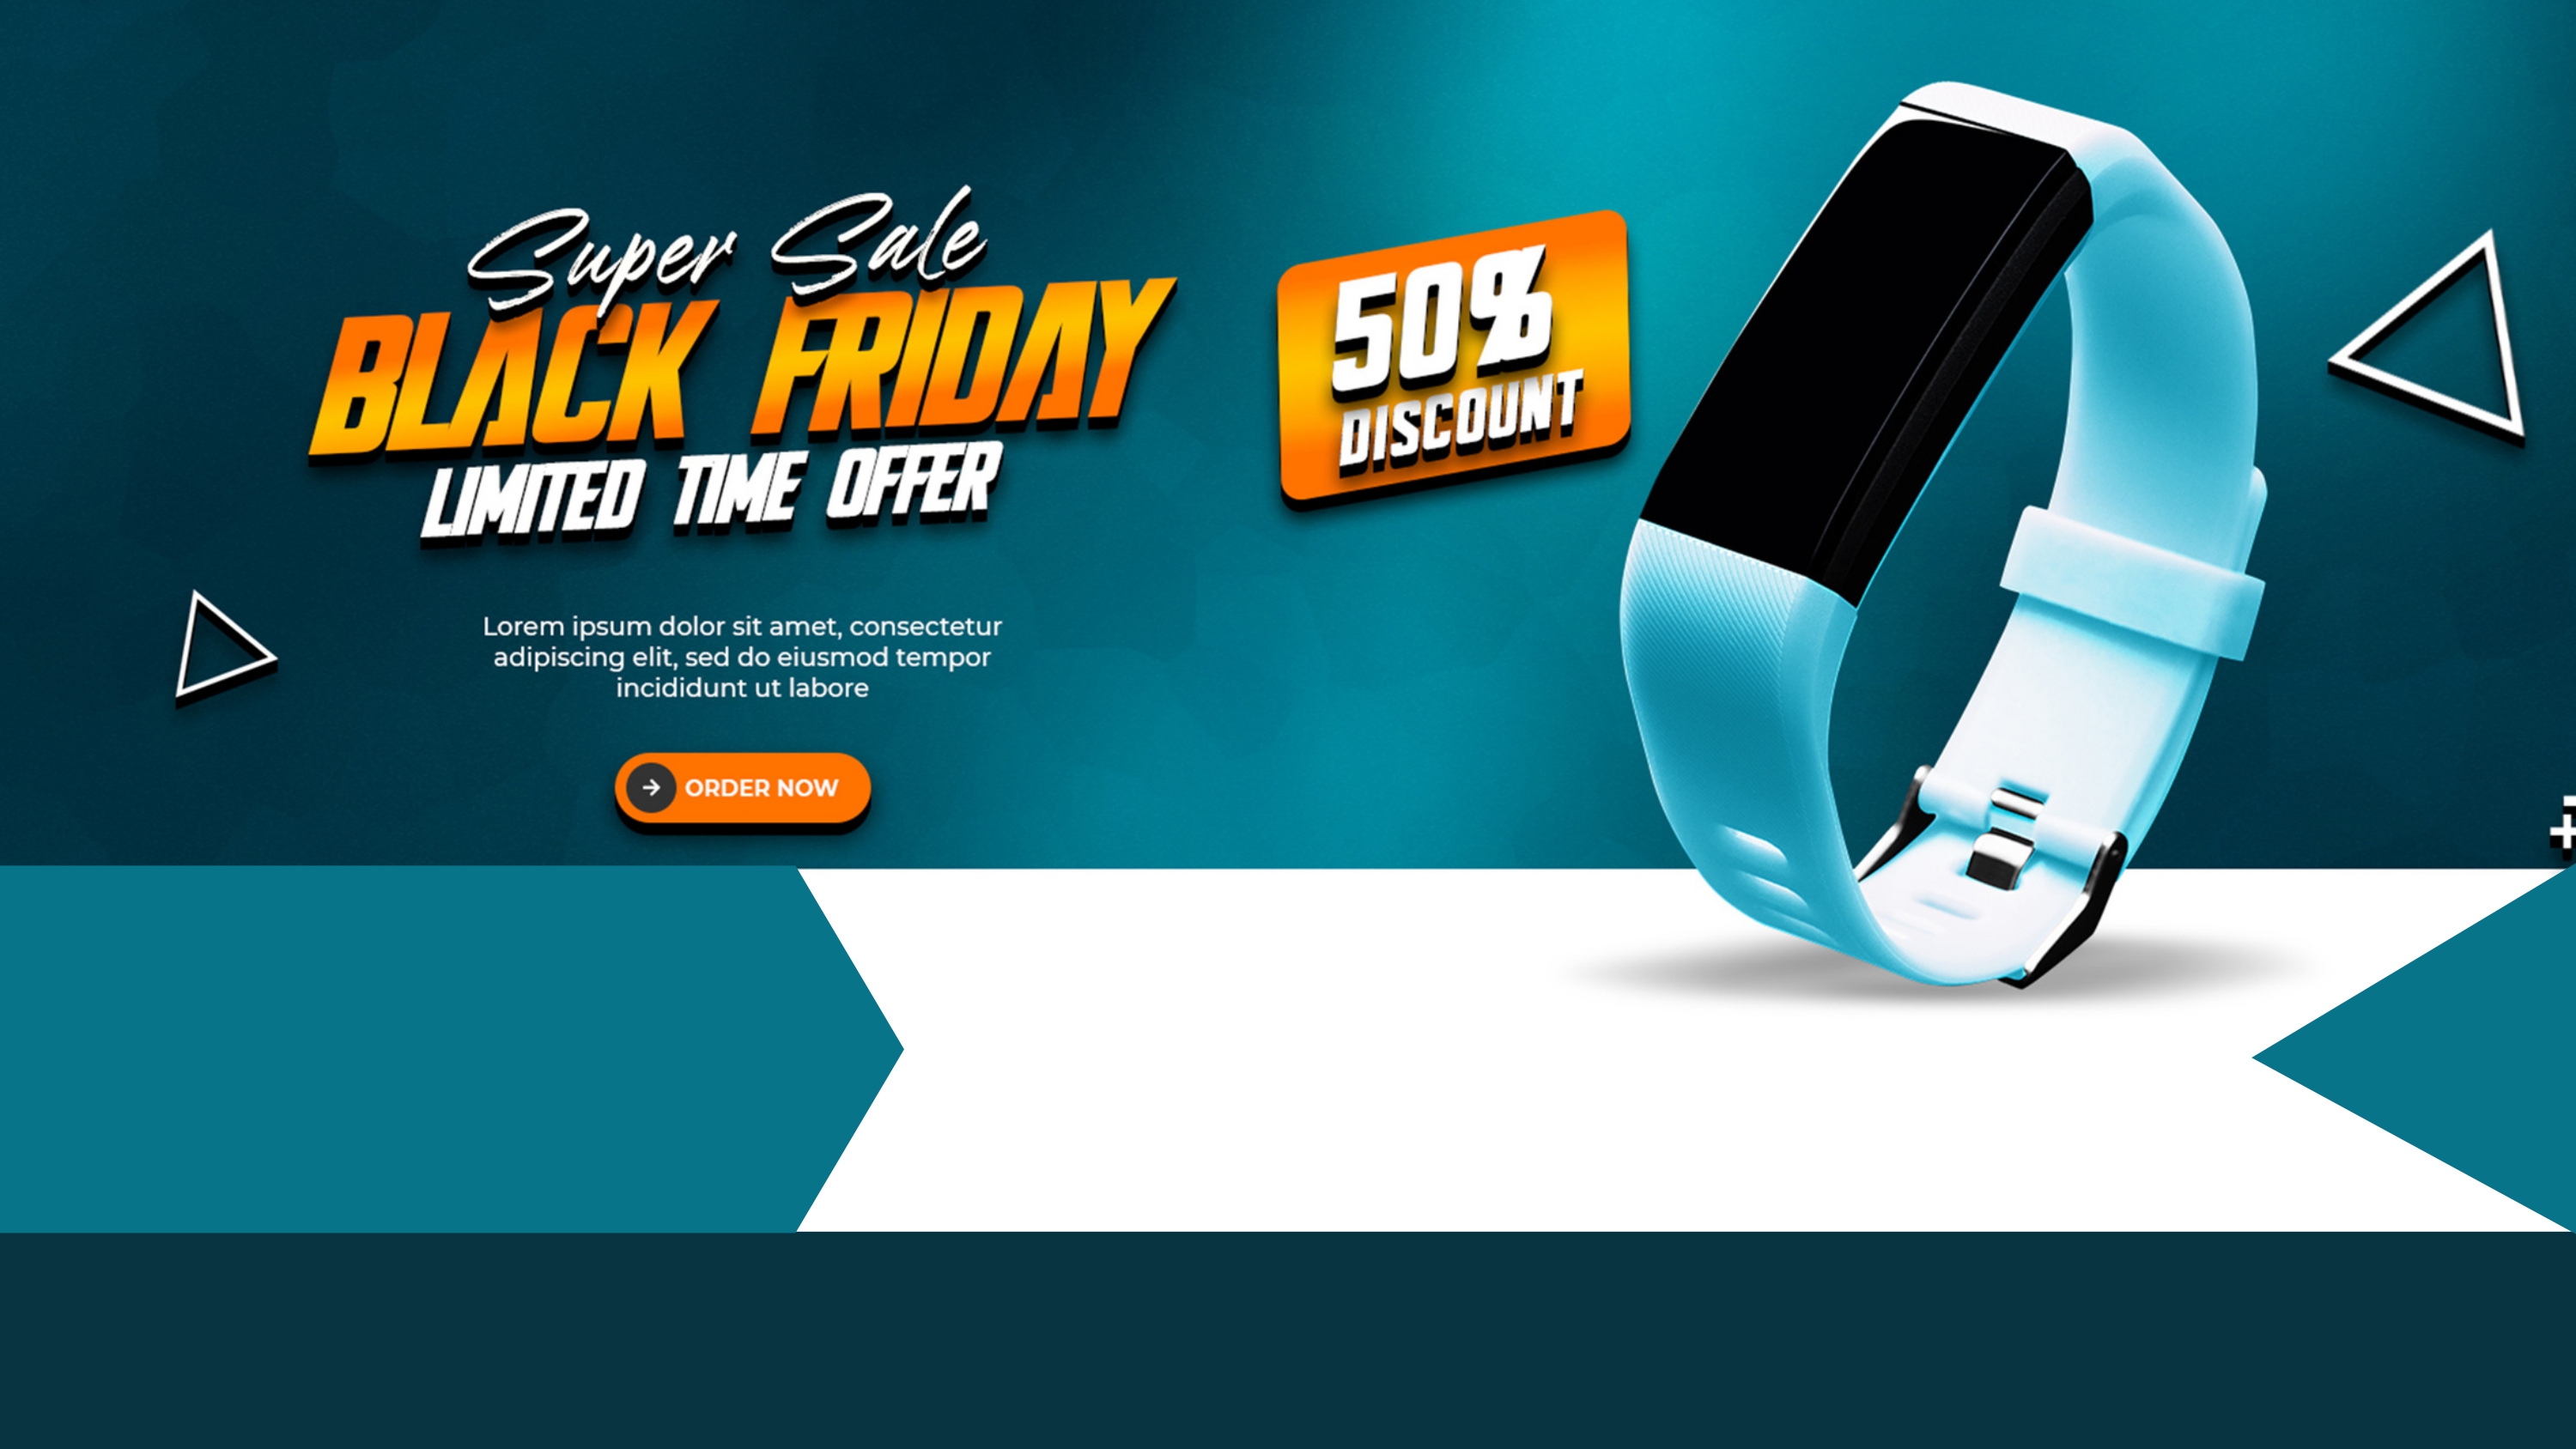 Super Sale
BLACK FRIDAY
LIMITED TIME OFFER
50%
DISCOUNT
Lorem ipsum dolor sit amet, consectetur
adipiscing elit, sed do eiusmod tempor
incididunt ut labore
ORDER NOW